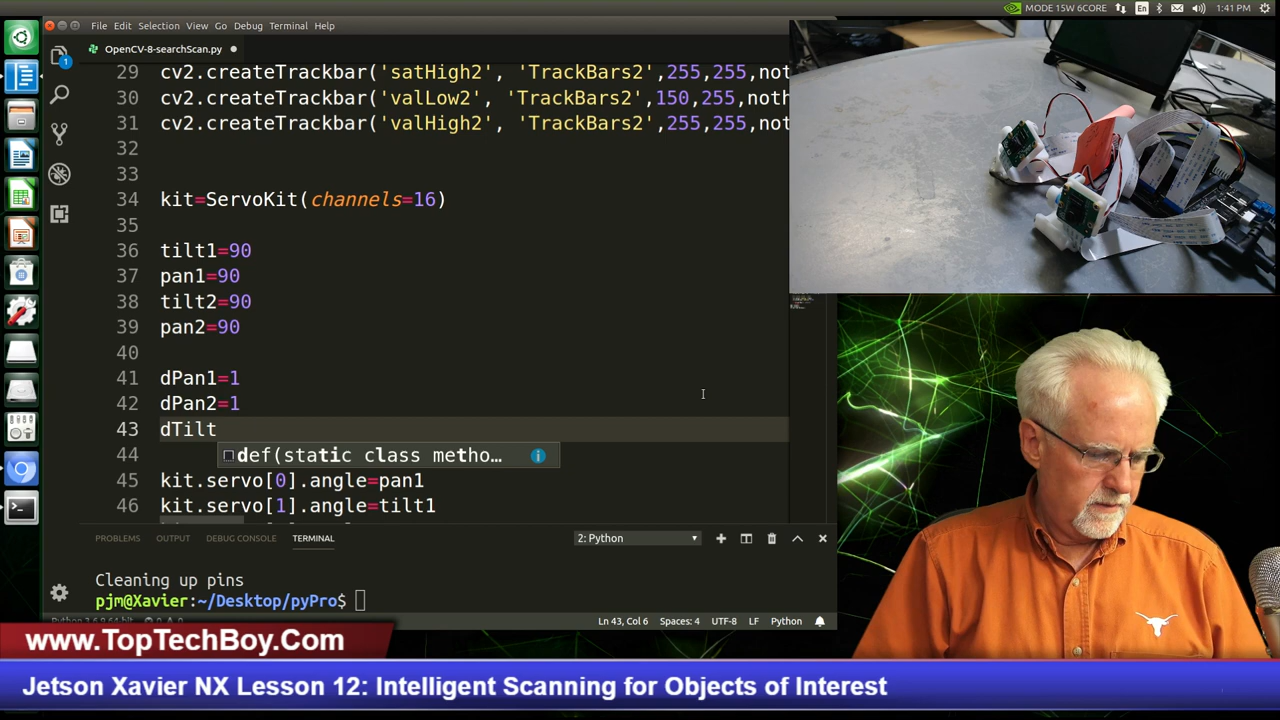 File Edit Selection View Go Debug Terminal Help
MODE 15W 6CORE En 1:41 PM
OpenCV-8-searchScan.py
1
29 cv2.createTrackbar('satHigh2', 'TrackBars2',255,255,not
30 cv2.createTrackbar('valLow2', 'TrackBars2',150,255,noth
31 cv2.createTrackbar('valHigh2', 'TrackBars2',255,255,not
32
33
34 kit=ServoKit(channels=16)
35
36 tilt1=90
37 pan1=90
38 tilt2=90
39 pan2=90
40
41 dPan1=1
42 dPan2=1
43 dTilt
44 def(static class metho…
45 kit.servo[0].angle=pan1
46 kit.servo[1].angle=tilt1
PROBLEMS OUTPUT DEBUG CONSOLE TERMINAL 2: Python
Cleaning up pins
pjm@Xavier:~/Desktop/pyPro$
Ln 43, Col 6 Spaces: 4 UTF-8 LF Python
www.TopTechBoy.Com
Jetson Xavier NX Lesson 12: Intelligent Scanning for Objects of Interest